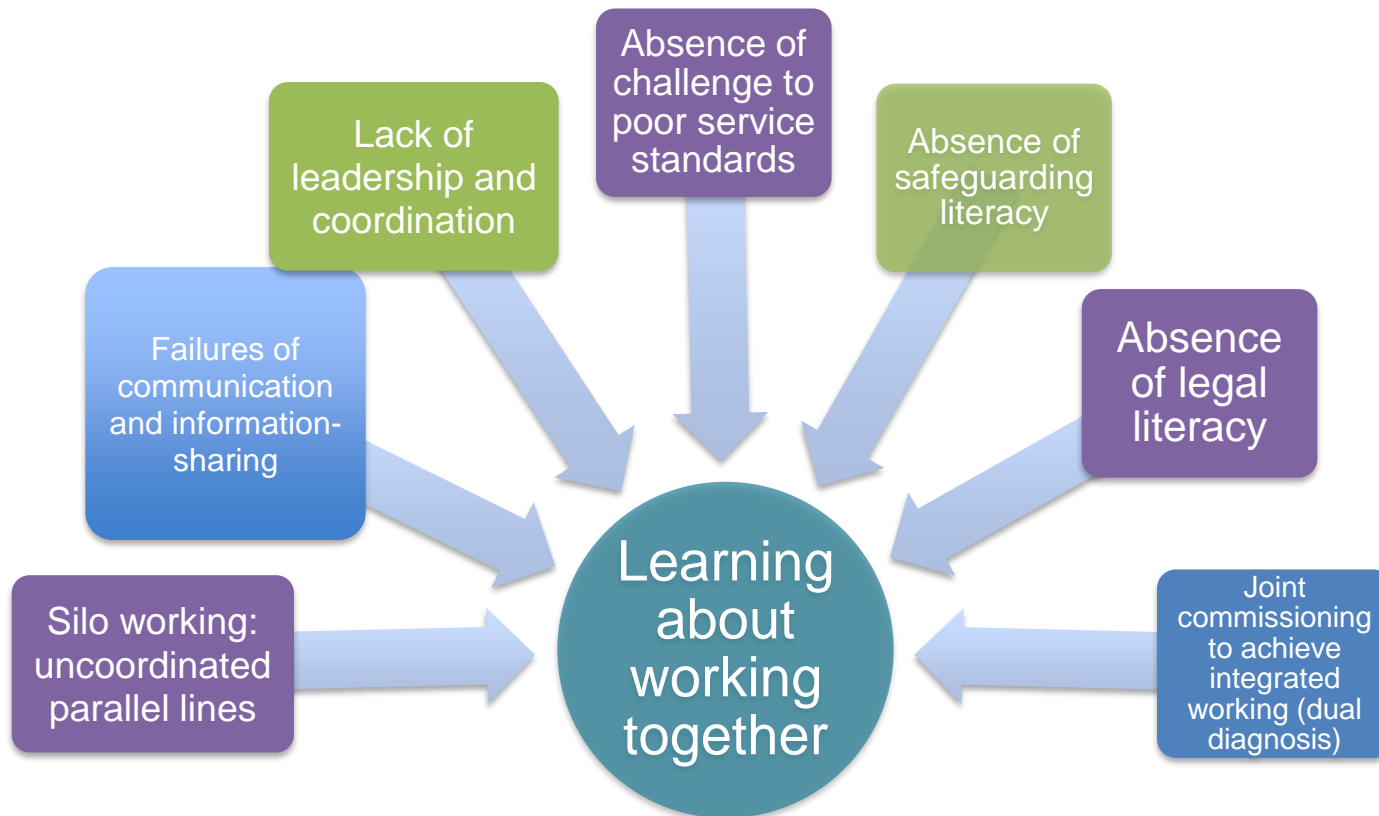 Absence of
challenge to
poor service
standards
Lack of
leadership and
coordination
Absence of
safeguarding
literacy
Failures of
communication
and information-
sharing
Absence
of legal
literacy
Silo working:
uncoordinated
parallel lines
Learning
about
working
together
Joint
commissioning
to achieve
integrated
working (dual
diagnosis)